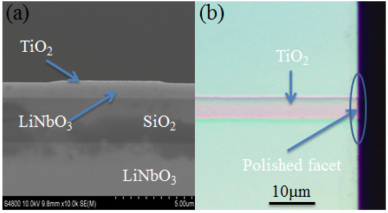 (a)
TiO2
LiNbO3
SiO2
LiNbO3
S4800 10.0kV 9.8mm x10.0k SE(M)
5.00um
(b)
TiO2
Polished facet
10μm